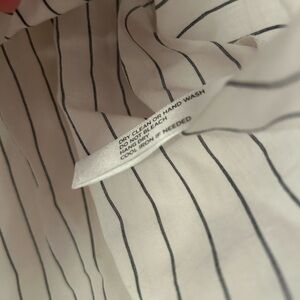 DRY CLEAN OR HAND WASH
DO NOT BLEACH
HANG DRY
COOL IRON IF NEEDED